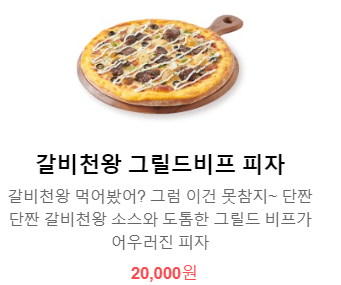 갈비천왕 그릴드비프 피자
갈비천왕 먹어봤어? 그럼 이건 못참지~ 단짠
단짠 갈비천왕 소스와 도톰한 그릴드 비프가
어우러진 피자
20,000원